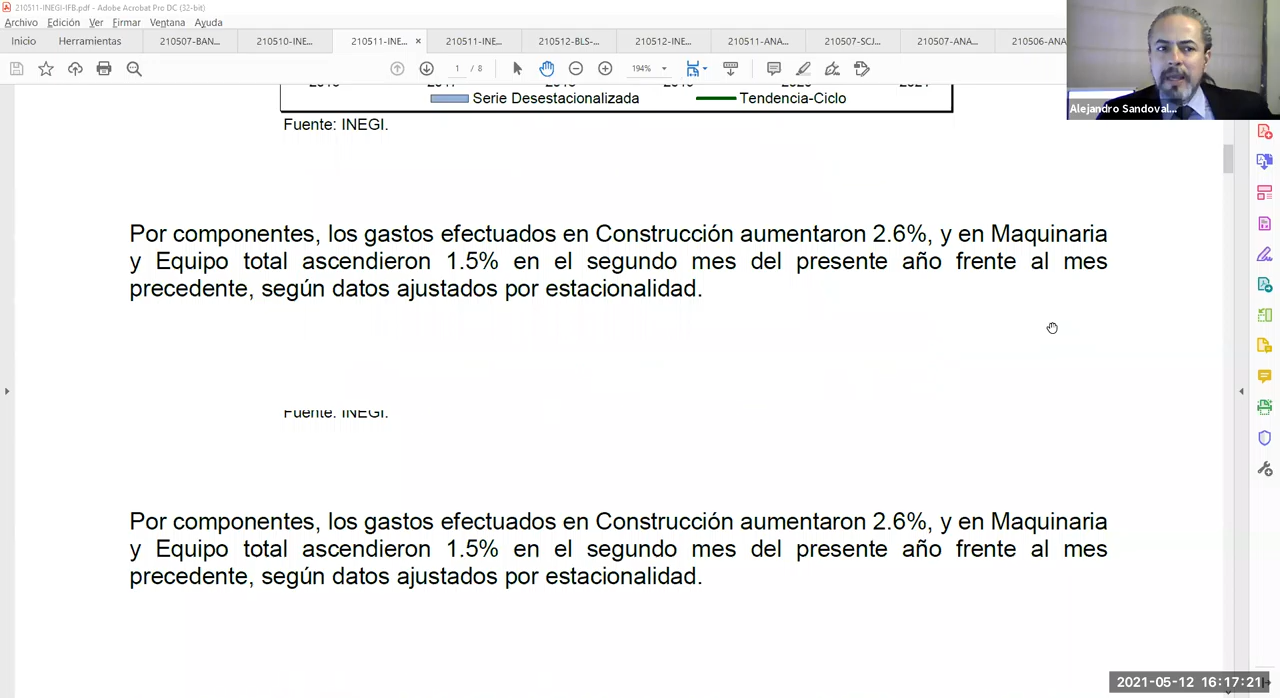 210511-INEGI-IFB.pdf - Adobe Acrobat Pro DC (32-bit)
Archivo Edición Ver Firmar Ventana Ayuda
Inicio Herramientas 210507-BAN... 210510-INE... 210511-INE... × 210511-INE... 210512-BLS-... 210512-INE... 210511-ANA... 210507-SCJ... 210507-ANA... 210506-ANA
1 / 8 194%
Alejandro Sandoval...
2017 2020 2021
Serie Desestacionalizada Tendencia-Ciclo
Fuente: INEGI.
Por componentes, los gastos efectuados en Construcción aumentaron 2.6%, y en Maquinaria
y Equipo total ascendieron 1.5% en el segundo mes del presente año frente al mes
precedente, según datos ajustados por estacionalidad.
Fuente: INEGI.
Por componentes, los gastos efectuados en Construcción aumentaron 2.6%, y en Maquinaria
y Equipo total ascendieron 1.5% en el segundo mes del presente año frente al mes
precedente, según datos ajustados por estacionalidad.
2021-05-12 16:17:21